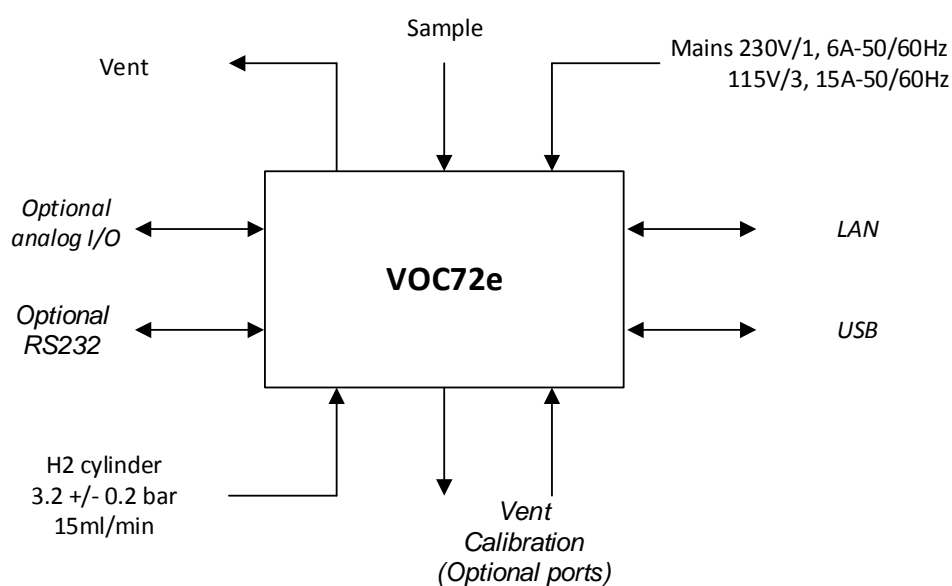 Sample
Mains 230V/1, 6A-50/60Hz
115V/3, 15A-50/60Hz
Vent
Optional
analog I/O
LAN
VOC72e
Optional
RS232
USB
H2 cylinder
3.2 +/- 0.2 bar
15ml/min
Vent
Calibration
(Optional ports)